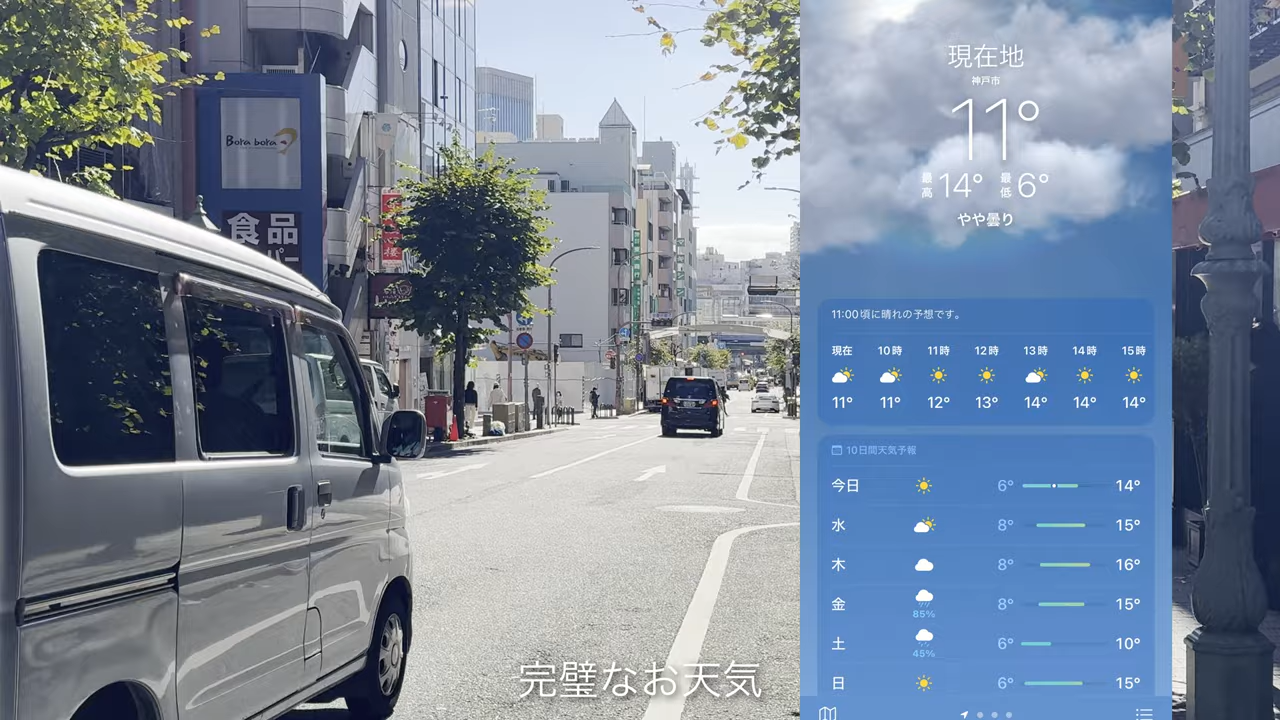 Bora bora
食品
現在地
神戸市
11°
最高 14° 最低 6°
やや曇り
11:00頃に晴れの予想です。
現在 10時 11時 12時 13時 14時 15時
11° 11° 12° 13° 14° 14° 14°
10日間天気予報
今日 6° 14°
水 8° 15°
木 8° 16°
金 85% 8° 15°
土 45% 6° 10°
日 6° 15°
完璧なお天気